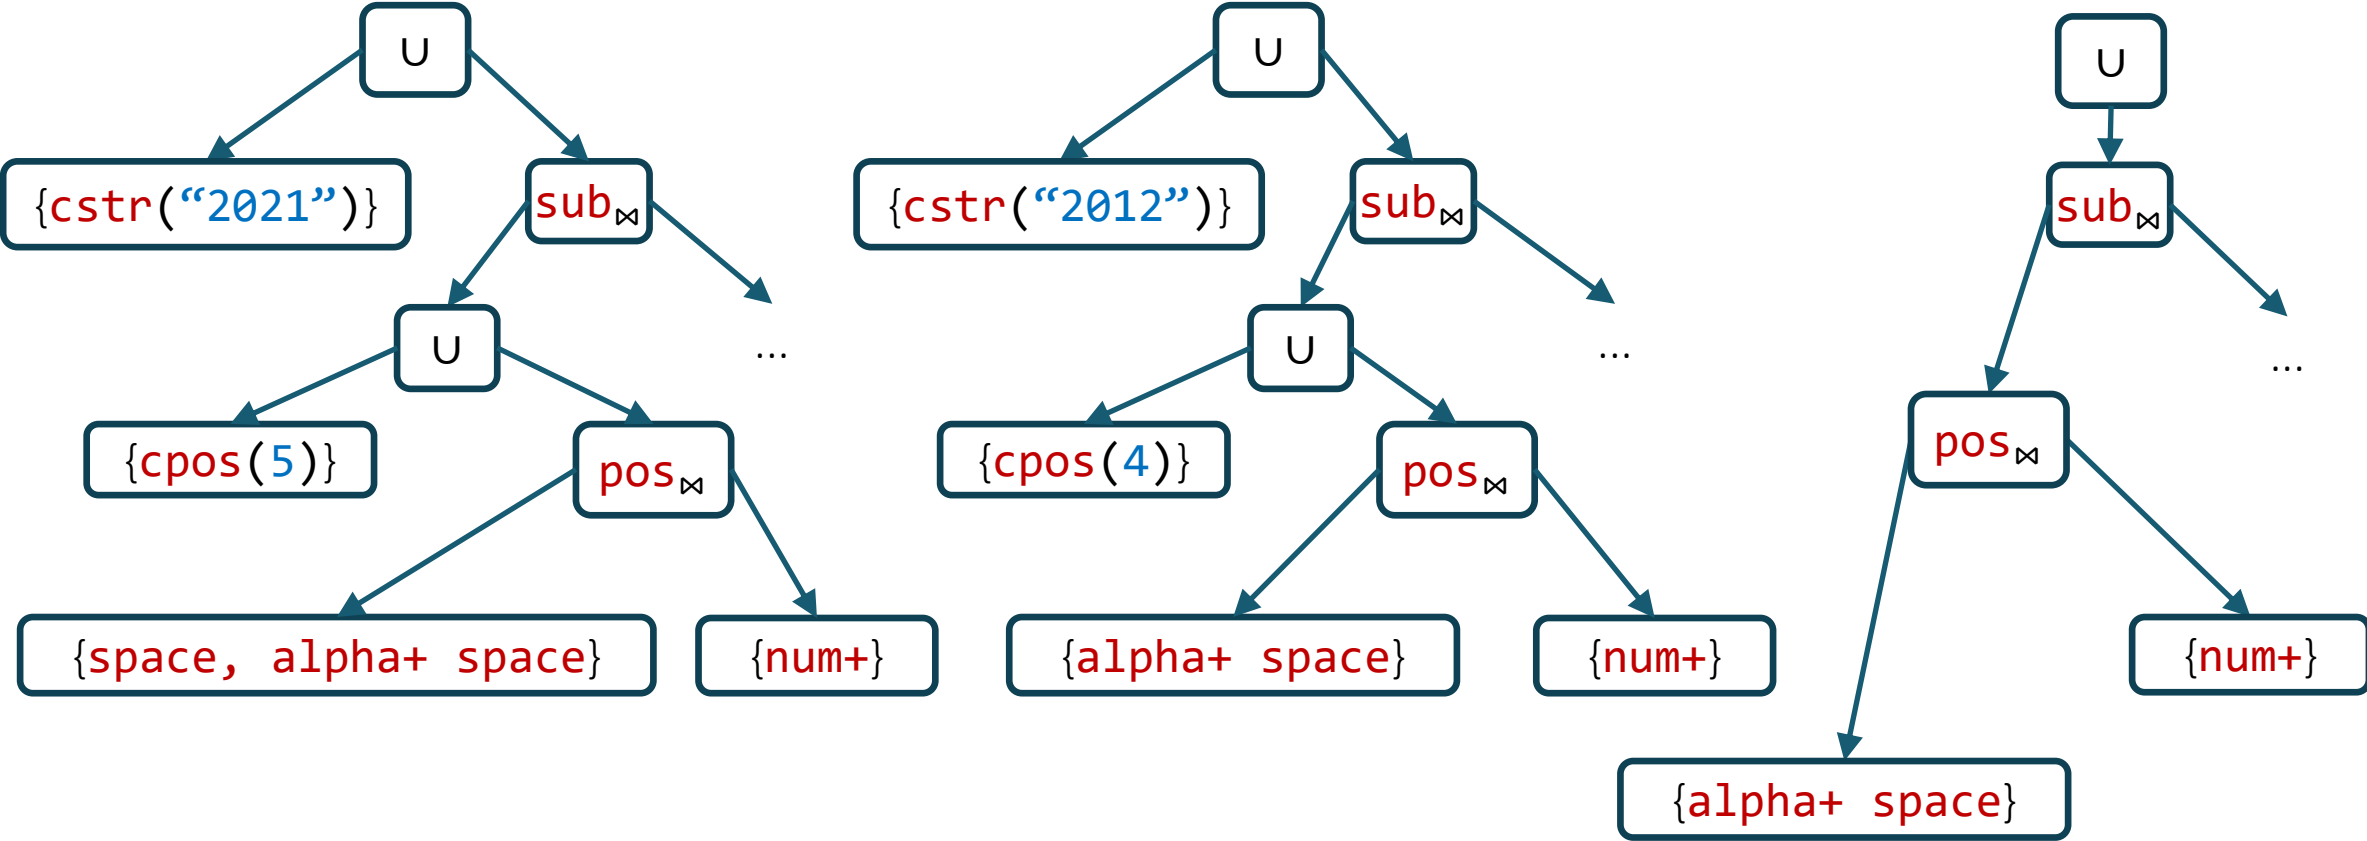 ∪
∪
∪
{cstr(“2021”)}
sub⋈
{cstr(“2012”)}
sub⋈
sub⋈
∪
...
∪
...
...
{cpos(5)}
pos⋈
{cpos(4)}
pos⋈
pos⋈
{space, alpha+ space}
{num+}
{alpha+ space}
{num+}
{num+}
{alpha+ space}